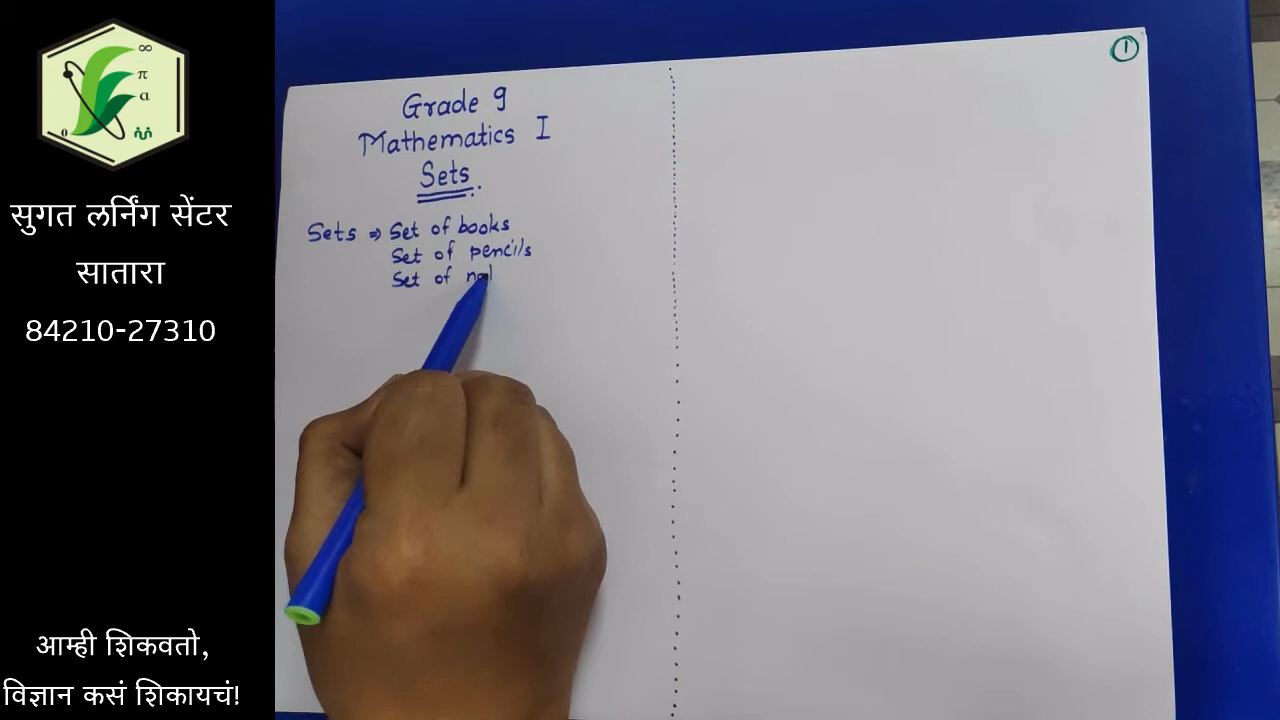 ∞
π
a
0
सुगत लर्निंग सेंटर
सातारा
84210-27310
आम्ही शिकवतो,
विज्ञान कसं शिकायचं!
1
Grade 9
Mathematics I
Sets
Sets ⇒ Set of books
Set of pencils
Set of